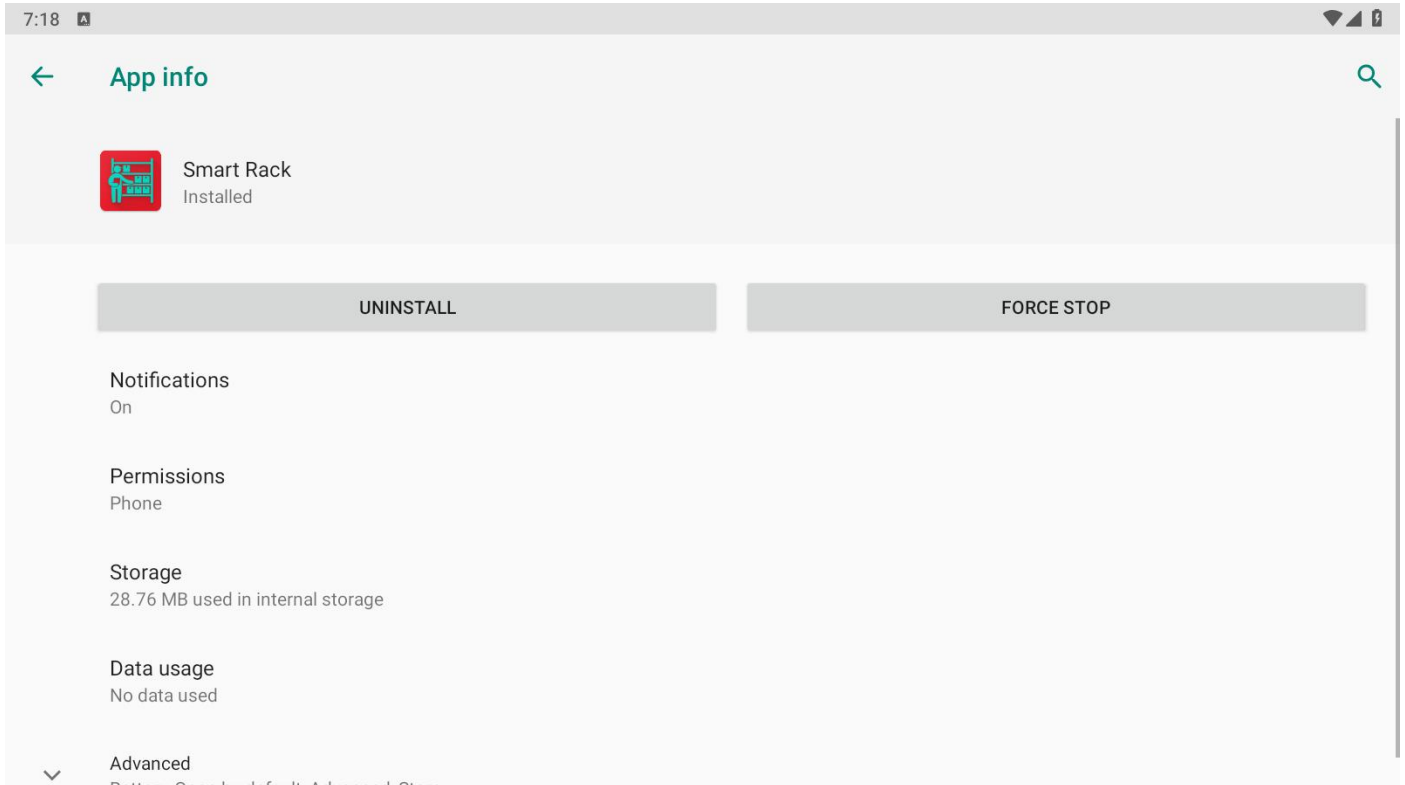 7:18
App info
Smart Rack
Installed
UNINSTALL
FORCE STOP
Notifications
On
Permissions
Phone
Storage
28.76 MB used in internal storage
Data usage
No data used
Advanced